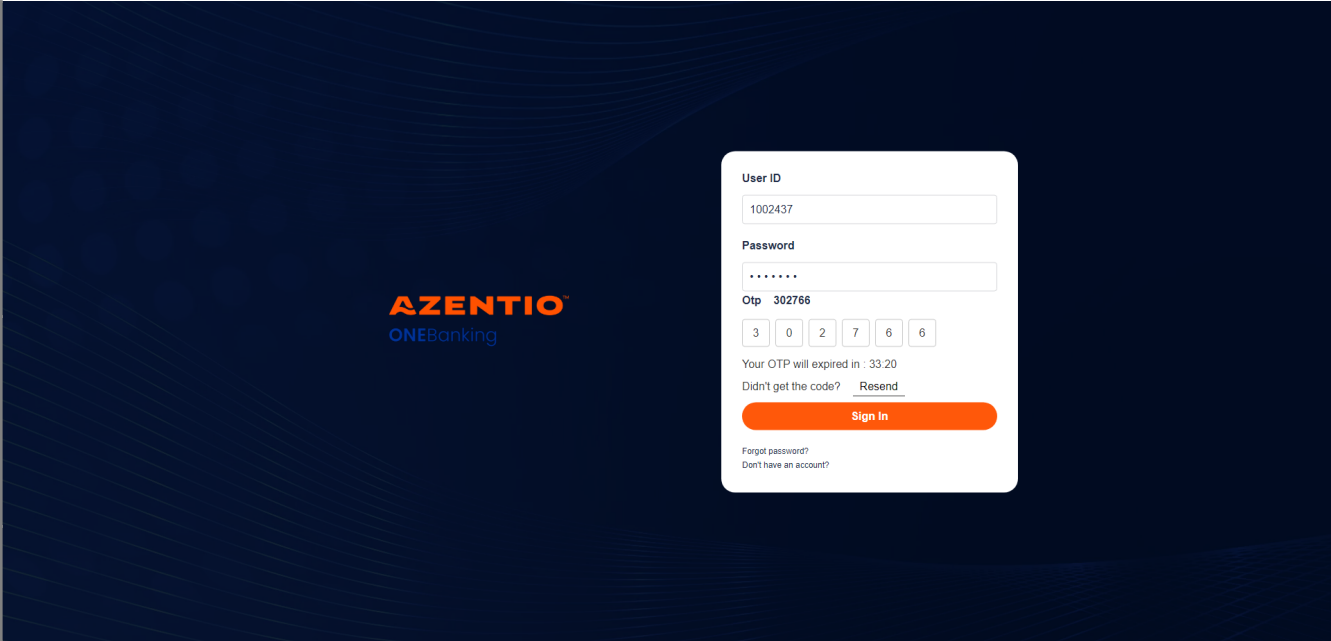 AZENTIO™
ONEBanking
User ID
1002437
Password
•••••••
Otp 302766
3 0 2 7 6 6
Your OTP will expired in : 33:20
Didn't get the code? Resend
Sign In
Forgot password?
Don't have an account?